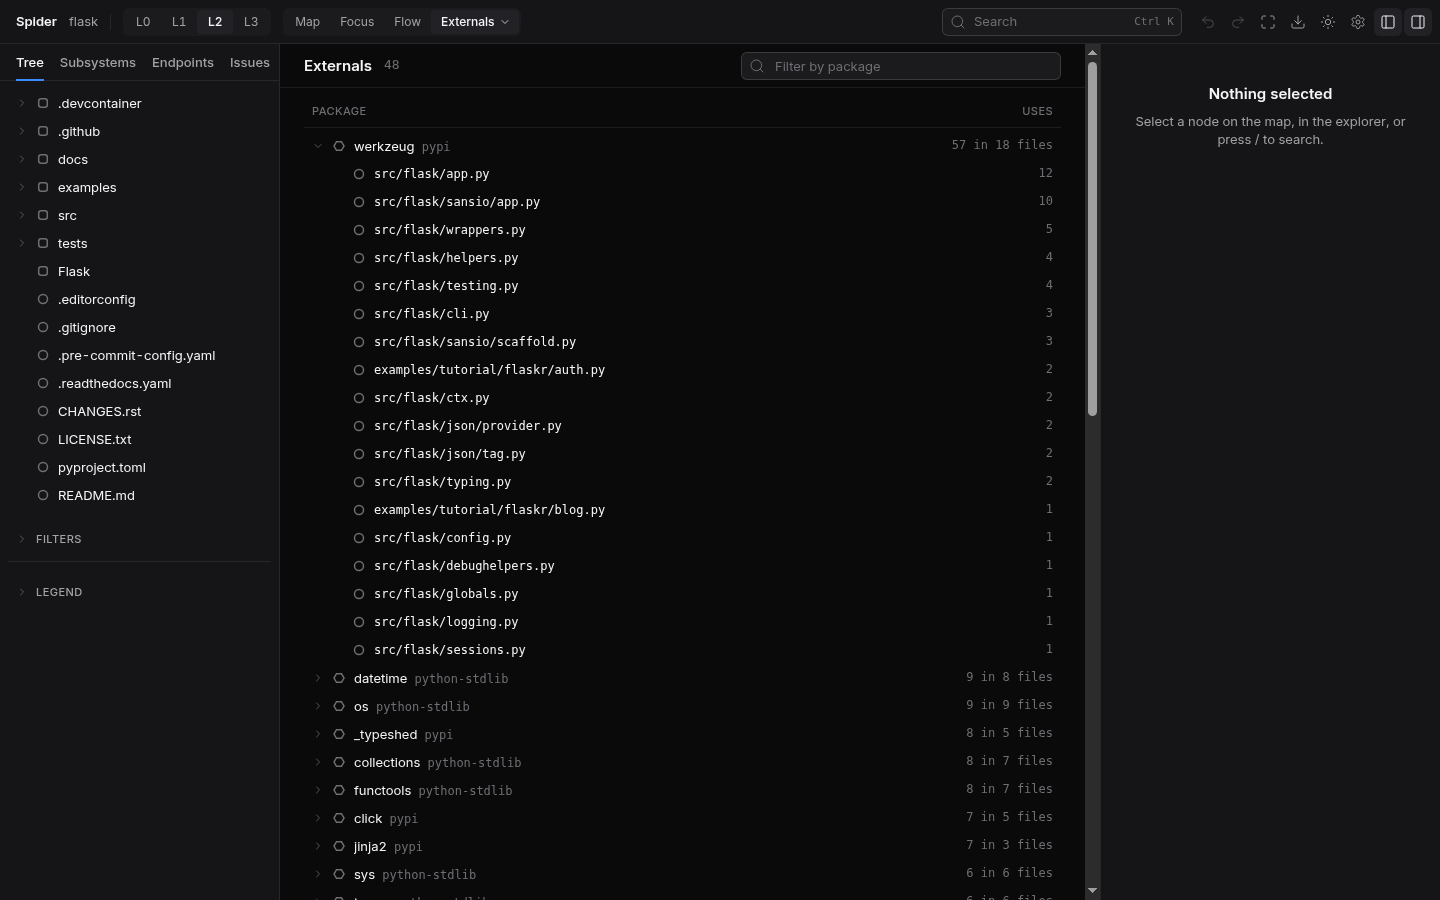 Spider flask L0 L1 L2 L3 Map Focus Flow Externals Search Ctrl K
Tree Subsystems Endpoints Issues
.devcontainer
.github
docs
examples
src
tests
Flask
.editorconfig
.gitignore
.pre-commit-config.yaml
.readthedocs.yaml
CHANGES.rst
LICENSE.txt
pyproject.toml
README.md
FILTERS
LEGEND
Externals 48 Filter by package
PACKAGE USES
werkzeug pypi 57 in 18 files
src/flask/app.py 12
src/flask/sansio/app.py 10
src/flask/wrappers.py 5
src/flask/helpers.py 4
src/flask/testing.py 4
src/flask/cli.py 3
src/flask/sansio/scaffold.py 3
examples/tutorial/flaskr/auth.py 2
src/flask/ctx.py 2
src/flask/json/provider.py 2
src/flask/json/tag.py 2
src/flask/typing.py 2
examples/tutorial/flaskr/blog.py 1
src/flask/config.py 1
src/flask/debughelpers.py 1
src/flask/globals.py 1
src/flask/logging.py 1
src/flask/sessions.py 1
datetime python-stdlib 9 in 8 files
os python-stdlib 9 in 9 files
_typeshed pypi 8 in 5 files
collections python-stdlib 8 in 7 files
functools python-stdlib 8 in 7 files
click pypi 7 in 5 files
jinja2 pypi 7 in 3 files
sys python-stdlib 6 in 6 files
Nothing selected
Select a node on the map, in the explorer, or
press / to search.